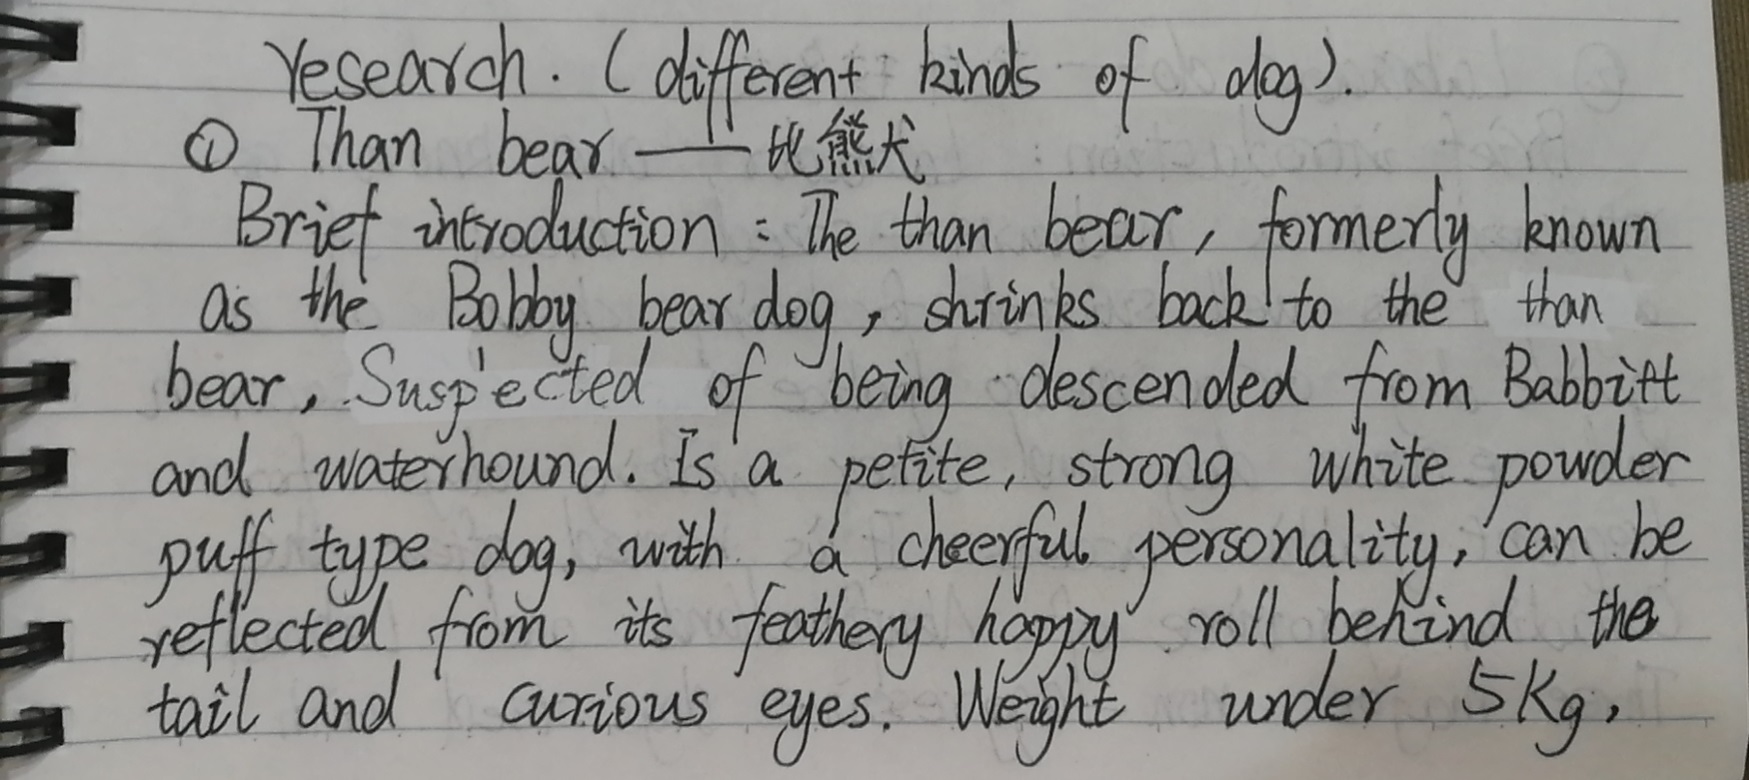 research. (different kinds of dog).
① Than bear —— 比熊犬
Brief introduction : The than bear, formerly known
as the Bobby bear dog, shrinks back to the than
bear, Suspected of being descended from Babbitt
and waterhound. Is a petite, strong white powder
puff type dog, with a cheerful personality, can be
reflected from its feathery happy roll behind the
tail and curious eyes. Weight under 5Kg,